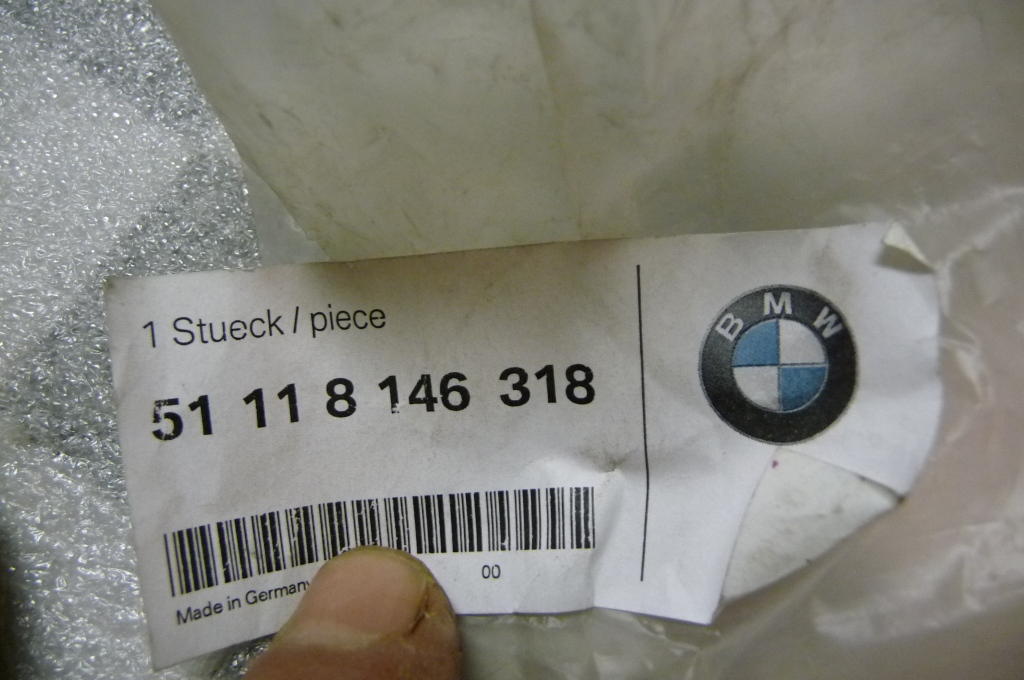 1 Stueck / piece
51 11 8 146 318
00
Made in Germany
BMW